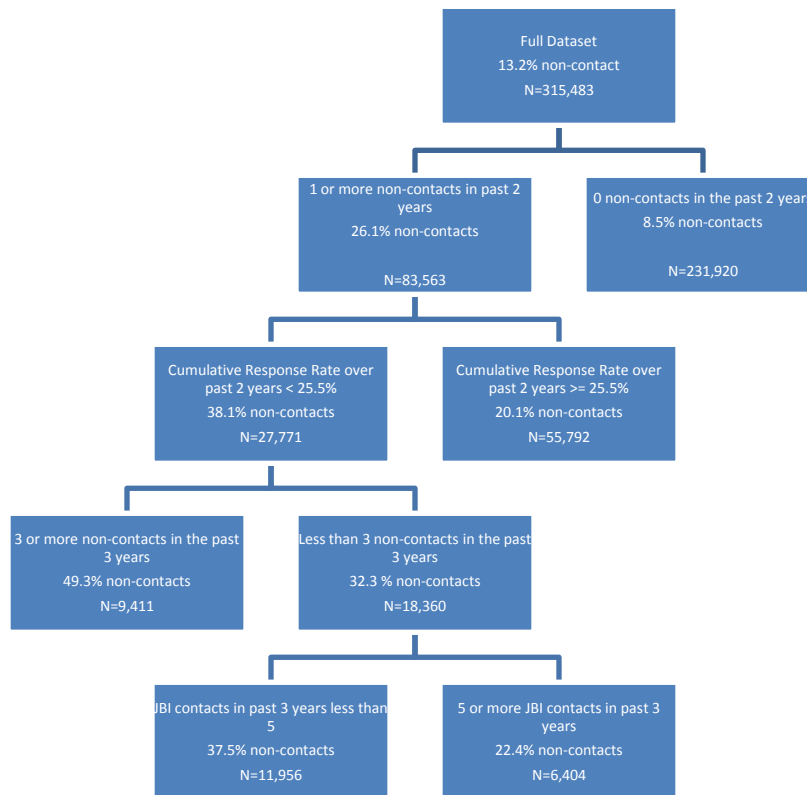 Full Dataset
13.2% non-contact
N=315,483
1 or more non-contacts in past 2
years
26.1% non-contacts
N=83,563
0 non-contacts in the past 2 years
8.5% non-contacts
N=231,920
Cumulative Response Rate over
past 2 years < 25.5%
38.1% non-contacts
N=27,771
Cumulative Response Rate over
past 2 years >= 25.5%
20.1% non-contacts
N=55,792
3 or more non-contacts in the past
3 years
49.3% non-contacts
N=9,411
Less than 3 non-contacts in the past
3 years
32.3 % non-contacts
N=18,360
JBI contacts in past 3 years less than
5
37.5% non-contacts
N=11,956
5 or more JBI contacts in past 3
years
22.4% non-contacts
N=6,404